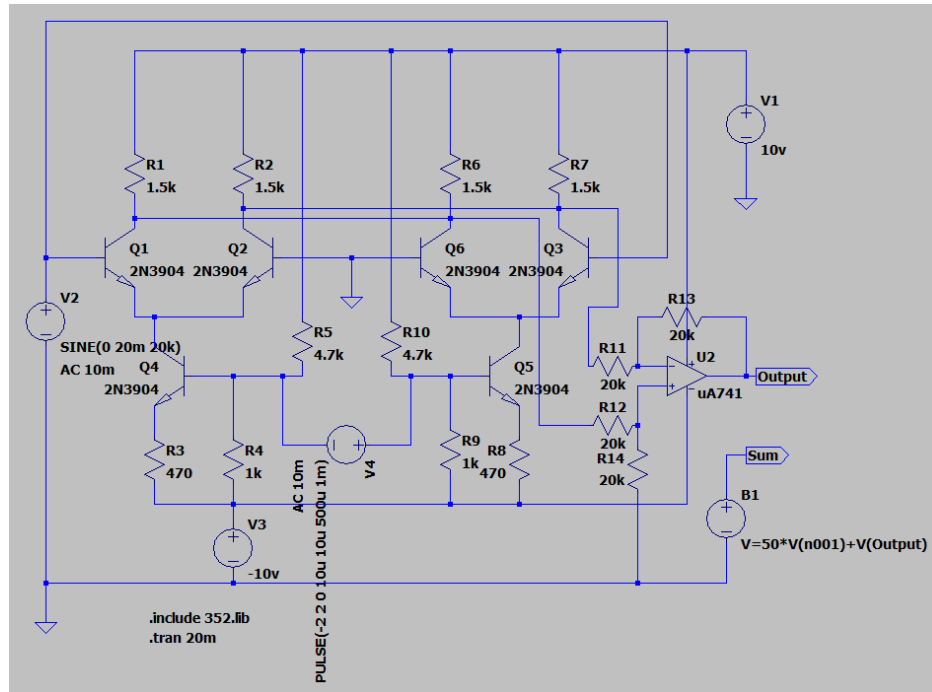 V1
10v
R1
1.5k
R2
1.5k
R6
1.5k
R7
1.5k
Q1
2N3904
Q2
2N3904
Q6
2N3904
Q3
2N3904
V2
SINE(0 20m 20k)
AC 10m
R5
4.7k
R10
4.7k
R13
20k
R11
20k
U2
uA741
Output
Q4
2N3904
Q5
2N3904
R12
20k
R14
20k
R3
470
R4
1k
V4
AC 10m
PULSE(-2 2 0 10u 10u 500u 1m)
R9
1k
R8
470
Sum
B1
V=50*V(n001)+V(Output)
V3
-10v
.include 352.lib
.tran 20m